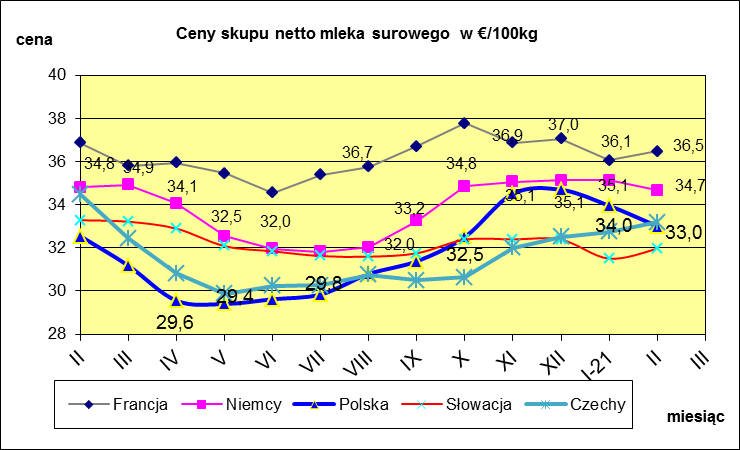 Ceny skupu netto mleka surowego w €/100kg
cena
40
38
36
34
32
30
28
36,7
36,9
37,0
36,1
36,5
34,8
34,9
34,1
32,5
32,0
32,0
33,2
34,8
35,1
35,1
35,1
34,7
29,6
29,4
29,8
32,5
34,0
33,0
II
III
IV
V
VI
VII
VIII
IX
X
XI
XII
I-21
II
III
Francja
Niemcy
Polska
Słowacja
Czechy
miesiąc